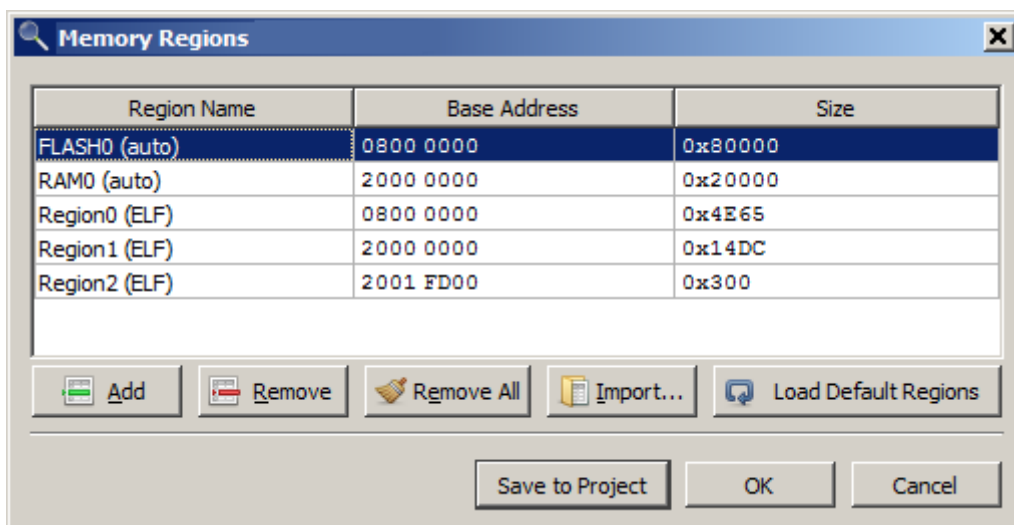 Memory Regions
Region Name Base Address Size
FLASH0 (auto) 0800 0000 0x80000
RAM0 (auto) 2000 0000 0x20000
Region0 (ELF) 0800 0000 0x4E65
Region1 (ELF) 2000 0000 0x14DC
Region2 (ELF) 2001 FD00 0x300
Add Remove Remove All Import... Load Default Regions
Save to Project OK Cancel